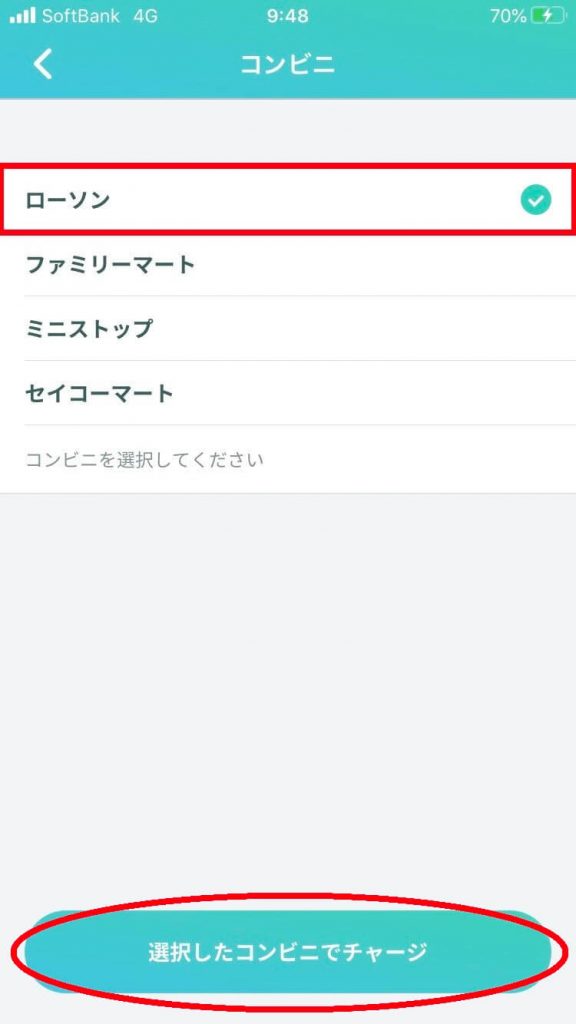 SoftBank 4G 9:48 70%
コンビニ
ローソン
ファミリーマート
ミニストップ
セイコーマート
コンビニを選択してください
選択したコンビニでチャージ